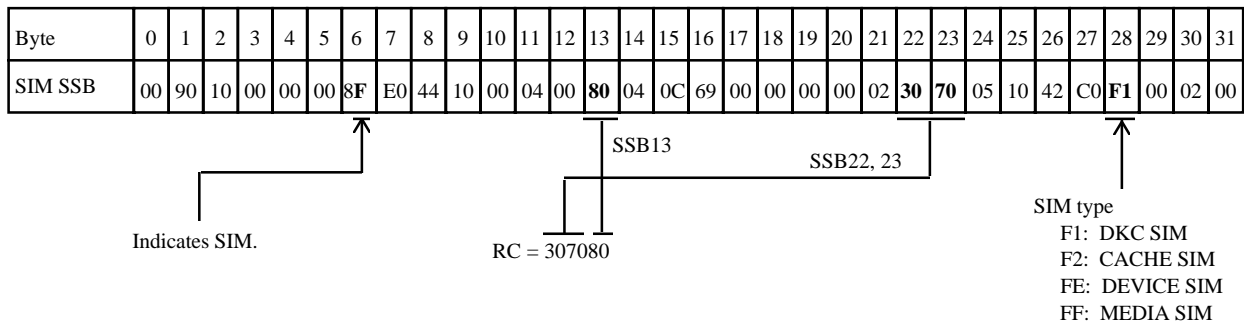 Byte 0 1 2 3 4 5 6 7 8 9 10 11 12 13 14 15 16 17 18 19 20 21 22 23 24 25 26 27 28 29 30 31
SIM SSB 00 90 10 00 00 00 8F E0 44 10 00 04 00 80 04 0C 69 00 00 00 00 02 30 70 05 10 42 C0 F1 00 02 00
SSB13
SSB22, 23
Indicates SIM.
RC = 307080
SIM type
F1: DKC SIM
F2: CACHE SIM
FE: DEVICE SIM
FF: MEDIA SIM